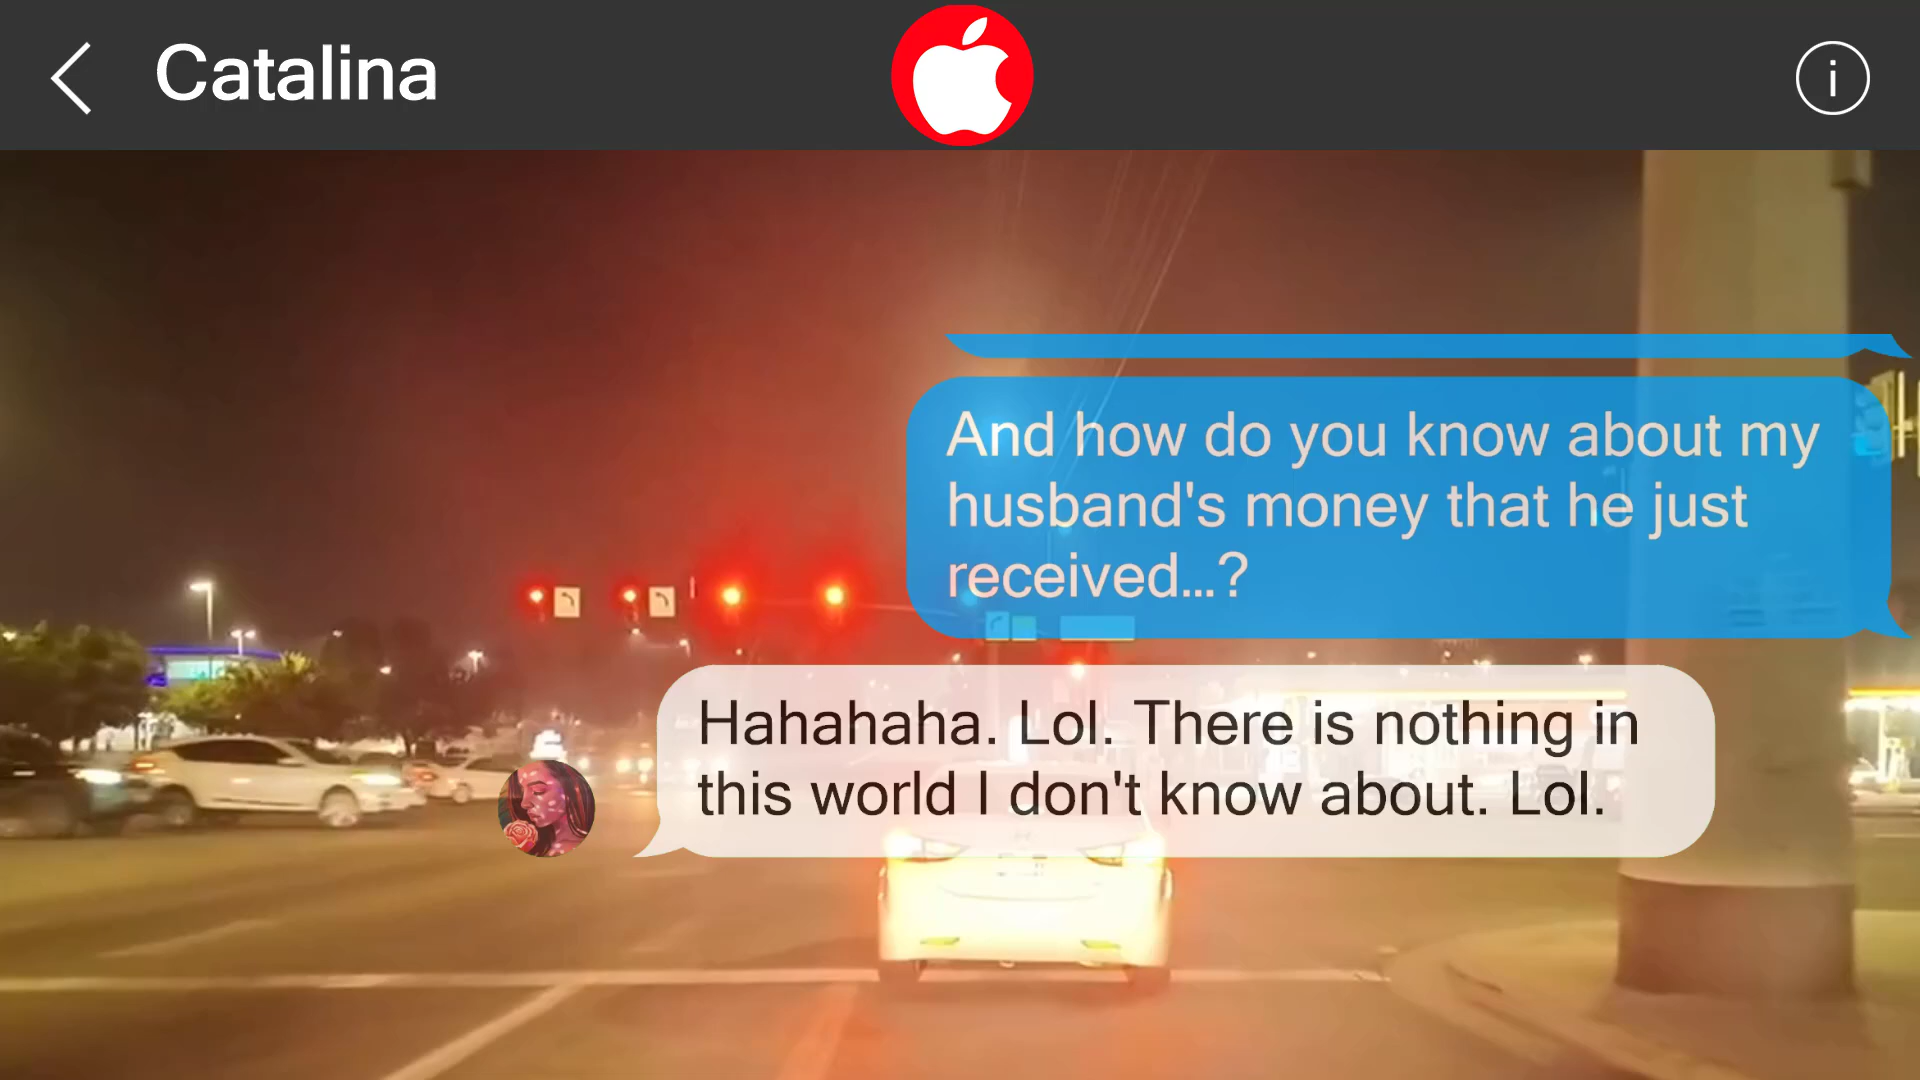 Catalina
And how do you know about my
husband's money that he just
received...?
Hahahaha. Lol. There is nothing in
this world I don't know about. Lol.